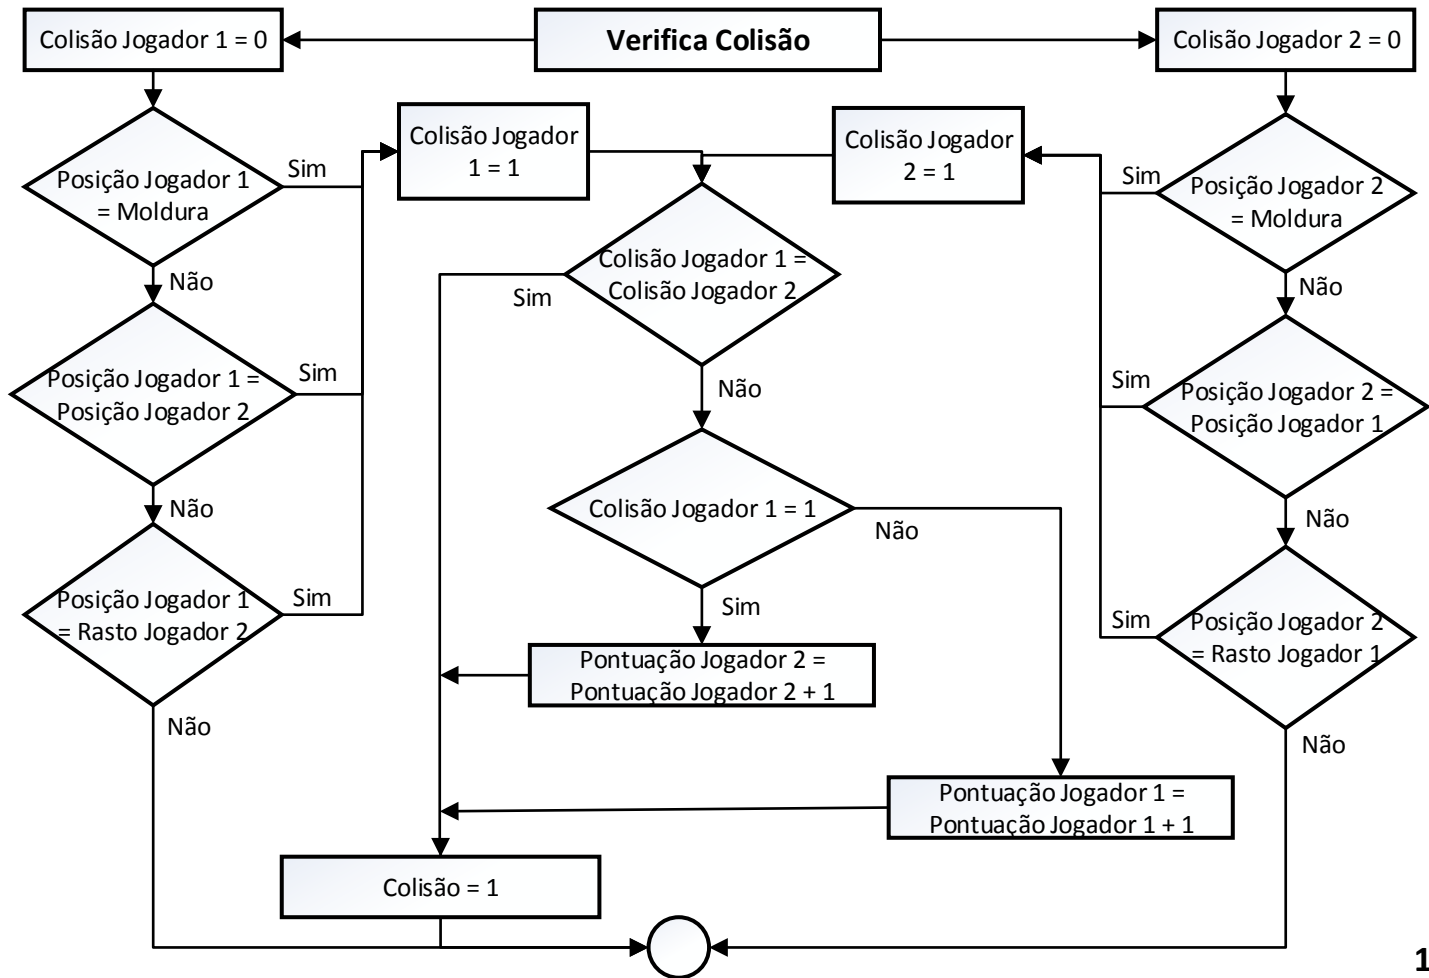 Colisão Jogador 1 = 0
Verifica Colisão
Colisão Jogador 2 = 0
Colisão Jogador
1 = 1
Colisão Jogador
2 = 1
Posição Jogador 1
= Moldura
Sim
Não
Posição Jogador 2
= Moldura
Sim
Não
Colisão Jogador 1 =
Colisão Jogador 2
Sim
Não
Posição Jogador 1 =
Posição Jogador 2
Sim
Não
Posição Jogador 2 =
Posição Jogador 1
Sim
Não
Colisão Jogador 1 = 1
Não
Sim
Posição Jogador 1
= Rasto Jogador 2
Sim
Não
Posição Jogador 2
= Rasto Jogador 1
Sim
Não
Pontuação Jogador 2 =
Pontuação Jogador 2 + 1
Pontuação Jogador 1 =
Pontuação Jogador 1 + 1
Colisão = 1
1